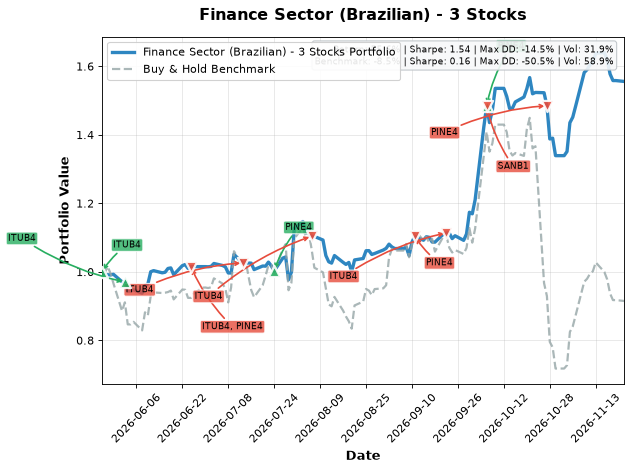 Finance Sector (Brazilian) - 3 Stocks
Finance Sector (Brazilian) - 3 Stocks Portfolio
Buy & Hold Benchmark
| Sharpe: 1.54 | Max DD: -14.5% | Vol: 31.9%
Benchmark: -8.5% | Sharpe: 0.16 | Max DD: -50.5% | Vol: 58.9%
Portfolio Value
1.6
1.4
1.2
1.0
0.8
ITUB4
ITUB4
ITUB4
ITUB4
ITUB4, PINE4
PINE4
ITUB4
PINE4
PINE4
SANB1
2026-06-06
2026-06-22
2026-07-08
2026-07-24
2026-08-09
2026-08-25
2026-09-10
2026-09-26
2026-10-12
2026-10-28
2026-11-13
Date